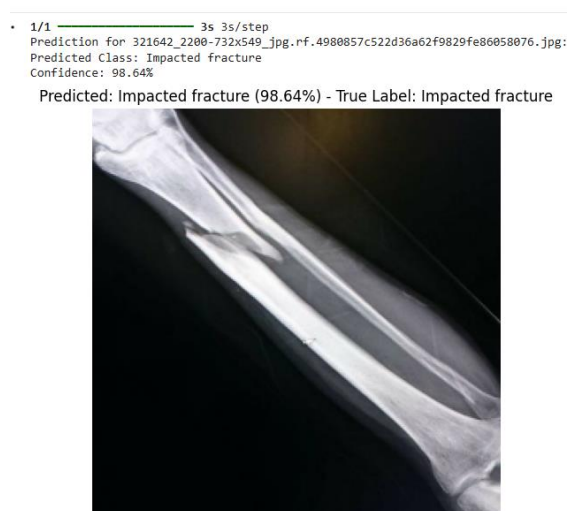 1/1 ━━━━━━━━━━━━━━━━━━━━ 3s 3s/step
Prediction for 321642_2200-732x549_jpg.rf.4980857c522d36a62f9829fe86058076.jpg:
Predicted Class: Impacted fracture
Confidence: 98.64%
Predicted: Impacted fracture (98.64%) - True Label: Impacted fracture